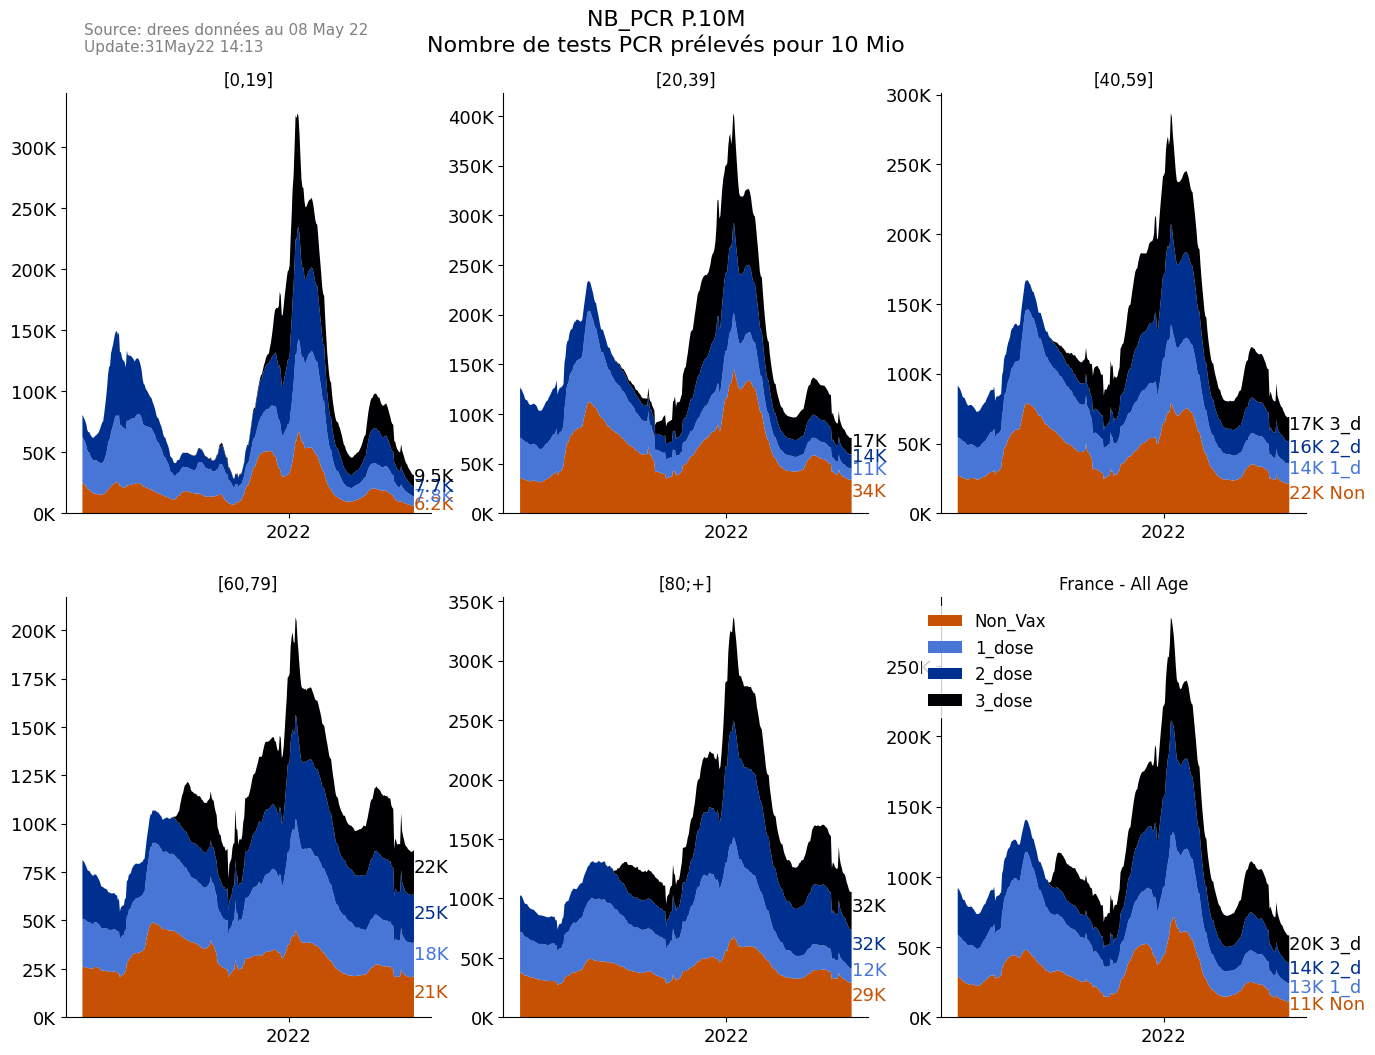 NB_PCR P.10M
Source: drees données au 08 May 22
Nombre de tests PCR prélevés pour 10 Mio
Update:31May22 14:13
[0,19]
300K
250K
200K
150K
100K
50K
0K
9.5K
7.7K
7.8K
6.2K
2022
[20,39]
400K
350K
300K
250K
200K
150K
100K
50K
0K
17K
14K
11K
34K
2022
[40,59]
300K
250K
200K
150K
100K
50K
0K
17K 3_d
16K 2_d
14K 1_d
22K Non
2022
[60,79]
200K
175K
150K
125K
100K
75K
50K
25K
0K
22K
25K
18K
21K
2022
[80;+]
350K
300K
250K
200K
150K
100K
50K
0K
32K
32K
12K
29K
2022
France - All Age
Non_Vax
1_dose
2_dose
3_dose
250K
200K
150K
100K
50K
0K
20K 3_d
14K 2_d
13K 1_d
11K Non
2022